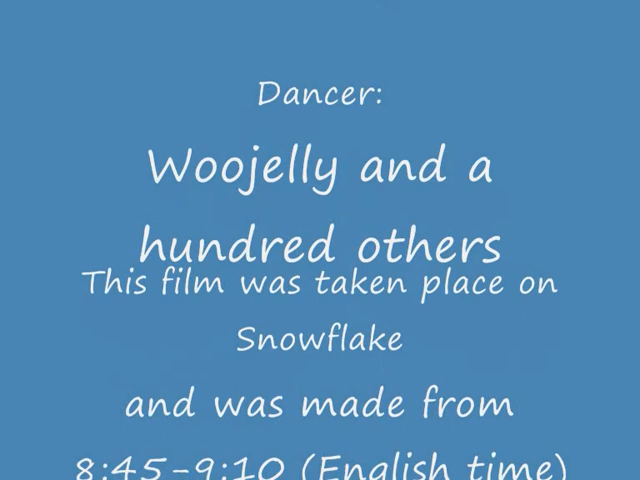 Dancer:
Woojelly and a
hundred others
This film was taken place on
Snowflake
and was made from
8:45-9:10 (English time)